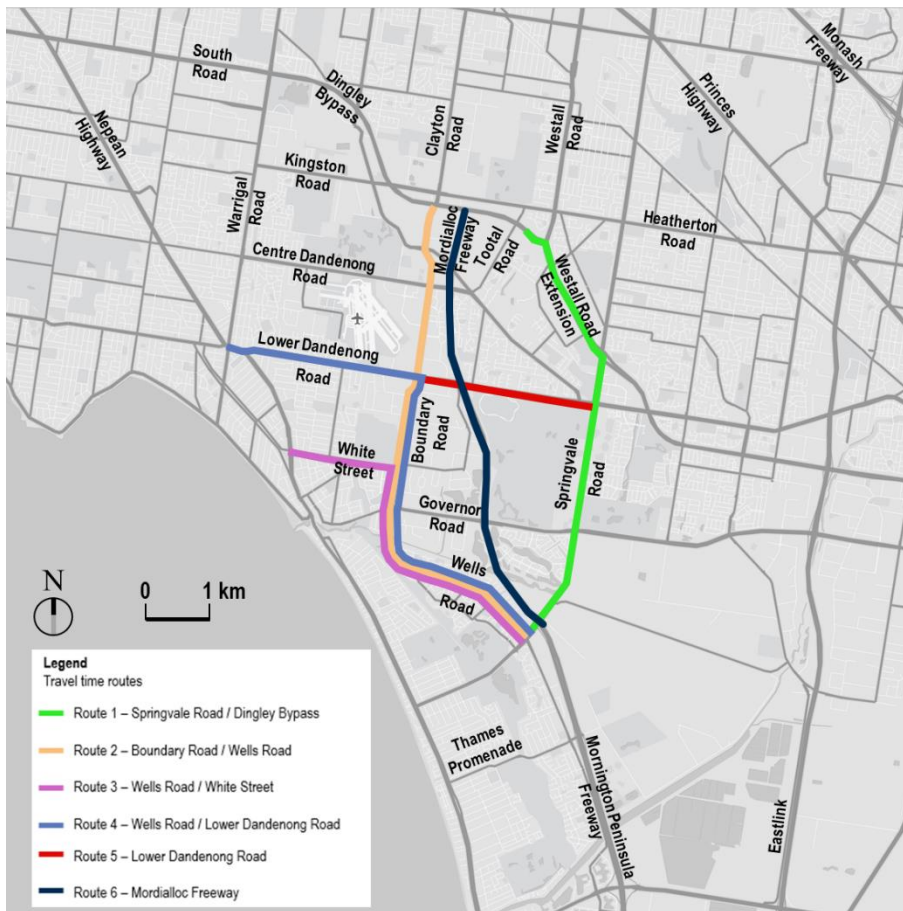 South
Road
Dingley
Bypass
Clayton
Road
Westall
Road
Princes
Highway
Monash
Freeway
Nepean
Highway
Warrigal
Road
Kingston
Road
Heatherton
Road
Mordialloc
Freeway
Tootal
Road
Centre Dandenong
Road
Westall Road
Extension
Lower Dandenong
Road
Boundary
Road
White
Street
Springvale
Road
Governor
Road
Wells
Road
N
0 1 km
Thames
Promenade
Mornington Peninsula
Freeway
Eastlink
Legend
Travel time routes
Route 1 – Springvale Road / Dingley Bypass
Route 2 – Boundary Road / Wells Road
Route 3 – Wells Road / White Street
Route 4 – Wells Road / Lower Dandenong Road
Route 5 – Lower Dandenong Road
Route 6 – Mordialloc Freeway